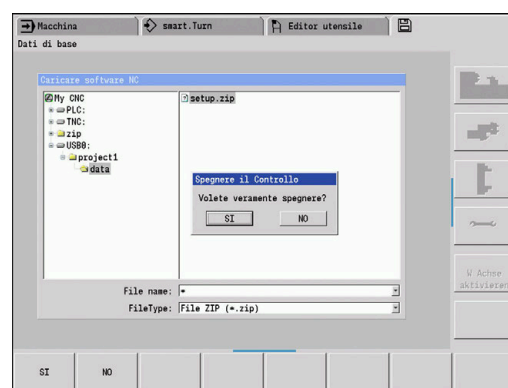 Macchina
smart.Turn
Editor utensile
Dati di base
Caricare software NC
My CNC
PLC:
TNC:
zip
USB0:
project1
data
setup.zip
Spegnere il Controllo
Volete veramente spegnere?
SI
NO
File name: *
FileType: File ZIP (*.zip)
W Achse
aktivieren
SI
NO